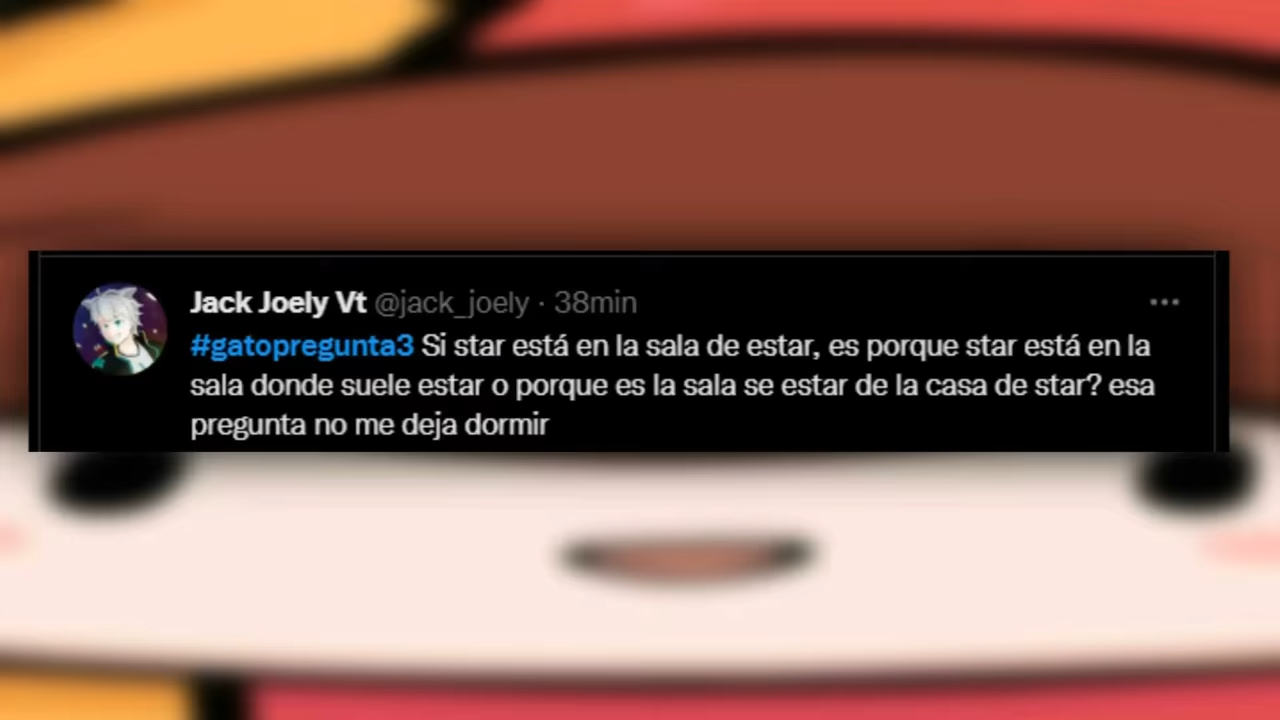 Jack Joely Vt @jack_joely · 38min
#gatopregunta3 Si star está en la sala de estar, es porque star está en la
sala donde suele estar o porque es la sala se estar de la casa de star? esa
pregunta no me deja dormir